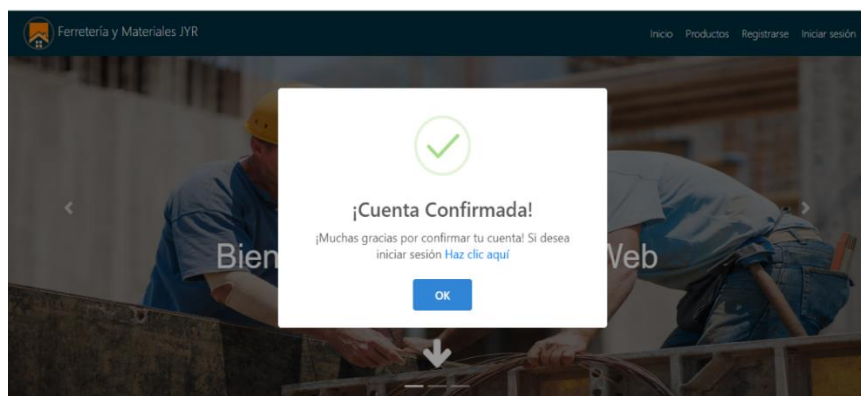 Ferretería y Materiales JYR
Inicio Productos Registrarse Iniciar sesión
¡Cuenta Confirmada!
¡Muchas gracias por confirmar tu cuenta! Si desea
iniciar sesión Haz clic aquí
Bien
Web
OK